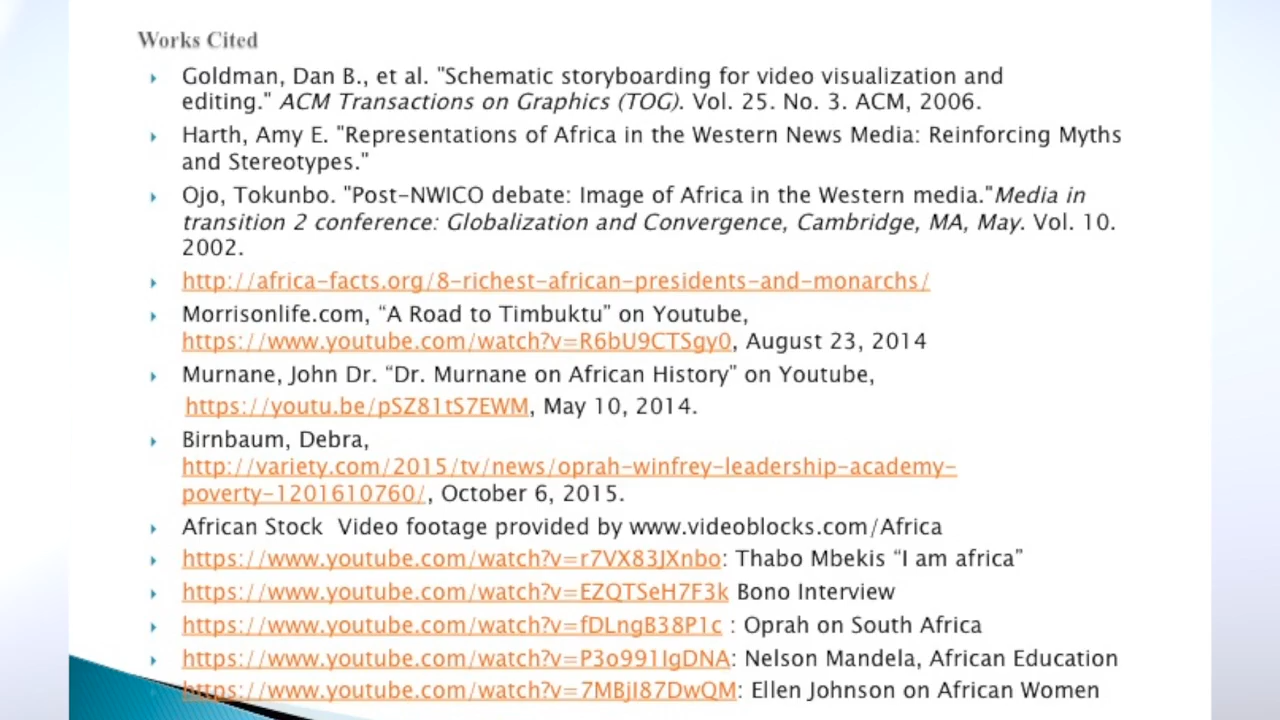 Works Cited
Goldman, Dan B., et al. "Schematic storyboarding for video visualization and
editing." ACM Transactions on Graphics (TOG). Vol. 25. No. 3. ACM, 2006.
Harth, Amy E. "Representations of Africa in the Western News Media: Reinforcing Myths
and Stereotypes."
Ojo, Tokunbo. "Post-NWICO debate: Image of Africa in the Western media."Media in
transition 2 conference: Globalization and Convergence, Cambridge, MA, May. Vol. 10.
2002.
http://africa-facts.org/8-richest-african-presidents-and-monarchs/
Morrisonlife.com, “A Road to Timbuktu” on Youtube,
https://www.youtube.com/watch?v=R6bU9CTSgy0, August 23, 2014
Murnane, John Dr. “Dr. Murnane on African History” on Youtube,
https://youtu.be/pSZ81tS7EWM, May 10, 2014.
Birnbaum, Debra,
http://variety.com/2015/tv/news/oprah-winfrey-leadership-academy-
poverty-1201610760/, October 6, 2015.
African Stock  Video footage provided by www.videoblocks.com/Africa
https://www.youtube.com/watch?v=r7VX83JXnbo: Thabo Mbekis “I am africa”
https://www.youtube.com/watch?v=EZQTSeH7F3k Bono Interview
https://www.youtube.com/watch?v=fDLngB38P1c : Oprah on South Africa
https://www.youtube.com/watch?v=P3o991IgDNA: Nelson Mandela, African Education
https://www.youtube.com/watch?v=7MBJI87DwQM: Ellen Johnson on African Women